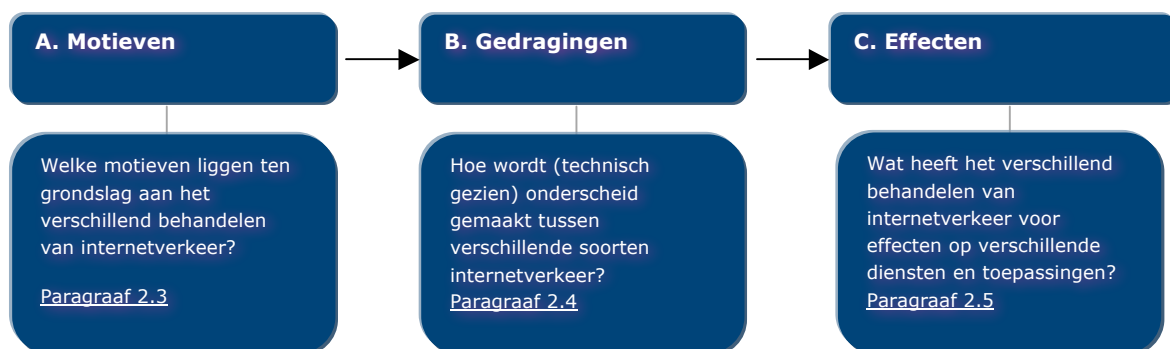 A. Motieven
B. Gedragingen
C. Effecten
Welke motieven liggen ten
grondslag aan het
verschillend behandelen
van internetverkeer?
Paragraaf 2.3
Hoe wordt (technisch
gezien) onderscheid
gemaakt tussen
verschillende soorten
internetverkeer?
Paragraaf 2.4
Wat heeft het verschillend
behandelen van
internetverkeer voor
effecten op verschillende
diensten en toepassingen?
Paragraaf 2.5